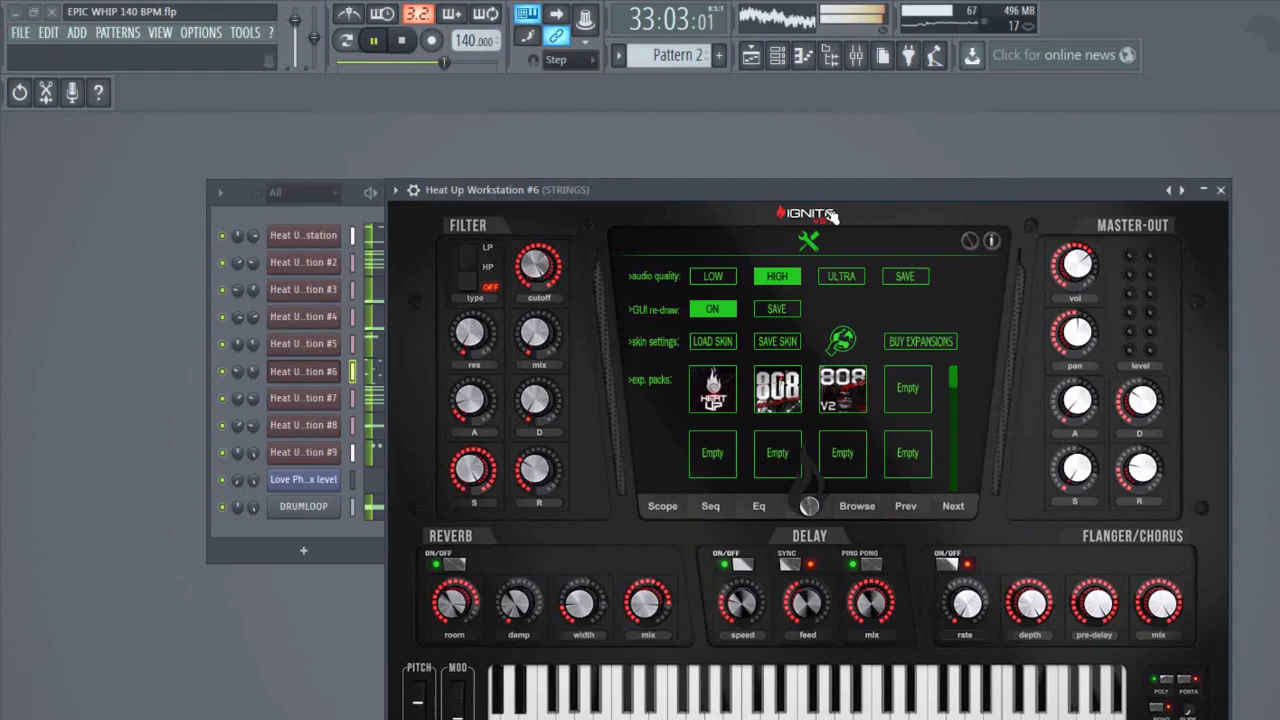 EPIC WHIP 140 BPM.flp
FILE EDIT ADD PATTERNS VIEW OPTIONS TOOLS ?
3.2
140.000
33:03:01
B:S:T
Step
Pattern 2
67
496 MB
17
Click for online news
All
Heat U..station
Heat U..tion #2
Heat U..tion #3
Heat U..tion #4
Heat U..tion #5
Heat U..tion #6
Heat U..tion #7
Heat U..tion #8
Heat U..tion #9
Love Ph..x level
DRUMLOOP
+
Heat Up Workstation #6 (STRINGS)
IGNITE
FILTER
LP
HP
OFF
type
cutoff
res
mix
A
D
S
R
>audio quality: LOW HIGH ULTRA SAVE
>GUI re-draw: ON SAVE
>skin settings: LOAD SKIN SAVE SKIN BUY EXPANSIONS
>exp. packs: HEAT UP 808 808 V2 Empty
Empty Empty Empty Empty
Scope Seq Eq Browse Prev Next
MASTER-OUT
vol
pan
level
A
D
S
R
REVERB
ON/OFF
room damp width mix
DELAY
ON/OFF SYNC PING PONG
speed feed mix
FLANGER/CHORUS
ON/OFF
rate depth pre-delay mix
PITCH MOD
POLY PORTA